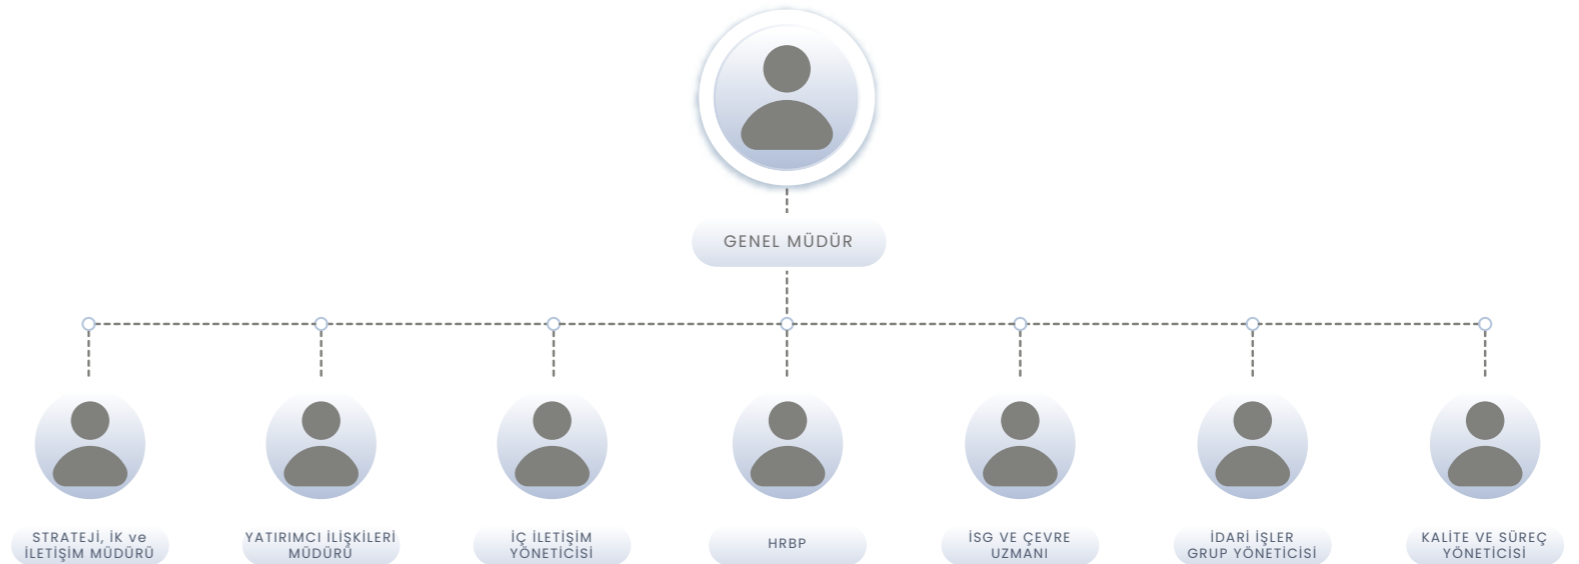 GENEL MÜDÜR
STRATEJİ, İK ve
İLETİŞİM MÜDÜRÜ
YATIRIMCI İLİŞKİLERİ
MÜDÜRÜ
İÇ İLETİŞİM
YÖNETİCİSİ
HRBP
İSG VE ÇEVRE
UZMANI
İDARİ İŞLER
GRUP YÖNETİCİSİ
KALİTE VE SÜREÇ
YÖNETİCİSİ